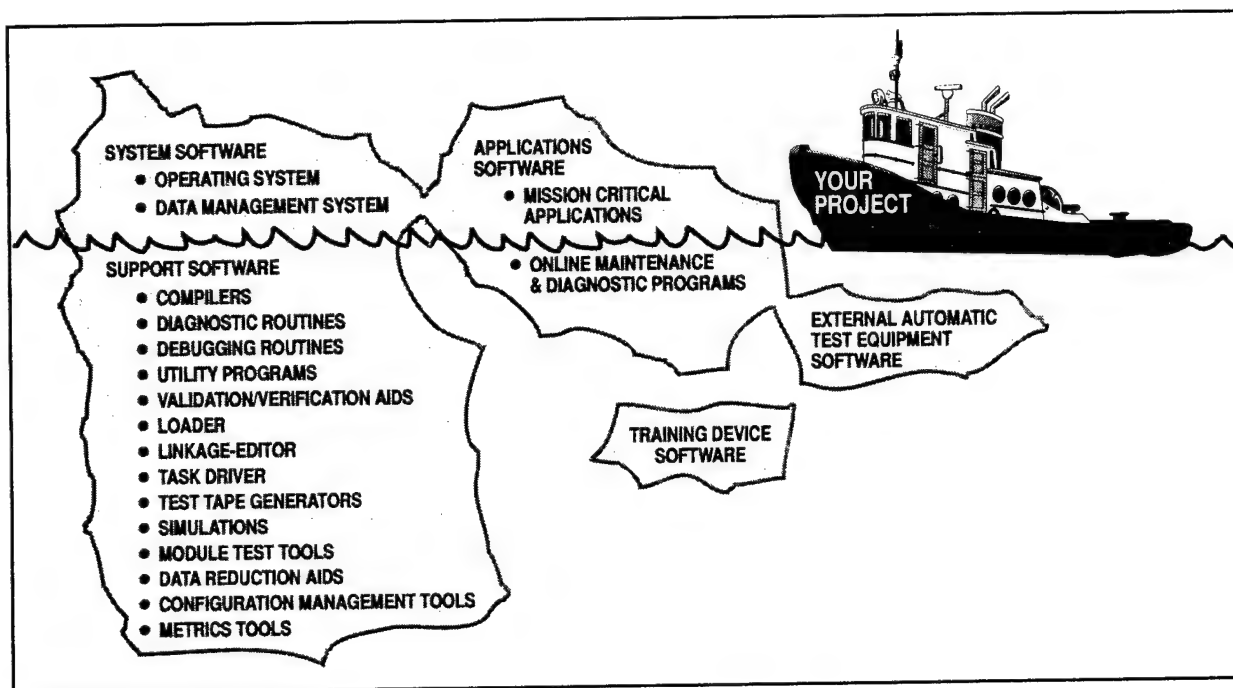 SYSTEM SOFTWARE
• OPERATING SYSTEM
• DATA MANAGEMENT SYSTEM
SUPPORT SOFTWARE
• COMPILERS
• DIAGNOSTIC ROUTINES
• DEBUGGING ROUTINES
• UTILITY PROGRAMS
• VALIDATION/VERIFICATION AIDS
• LOADER
• LINKAGE-EDITOR
• TASK DRIVER
• TEST TAPE GENERATORS
• SIMULATIONS
• MODULE TEST TOOLS
• DATA REDUCTION AIDS
• CONFIGURATION MANAGEMENT TOOLS
• METRICS TOOLS
APPLICATIONS
SOFTWARE
• MISSION CRITICAL
APPLICATIONS
• ONLINE MAINTENANCE
& DIAGNOSTIC PROGRAMS
YOUR
PROJECT
EXTERNAL AUTOMATIC
TEST EQUIPMENT
SOFTWARE
TRAINING DEVICE
SOFTWARE